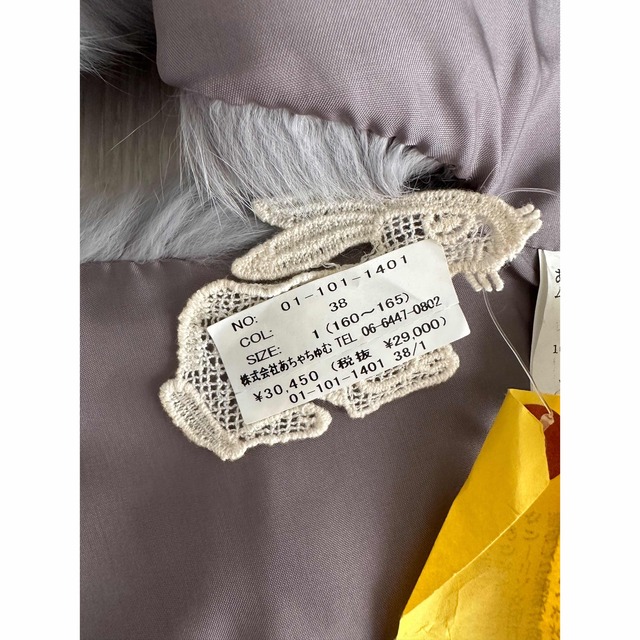 NO: 01-101-1401
COL: 38
SIZE: 1(160～165)
株式会社あちゃちゅむ TEL 06-6447-0802
¥30,450 (税抜 ¥29,000)
01-101-1401 38/1